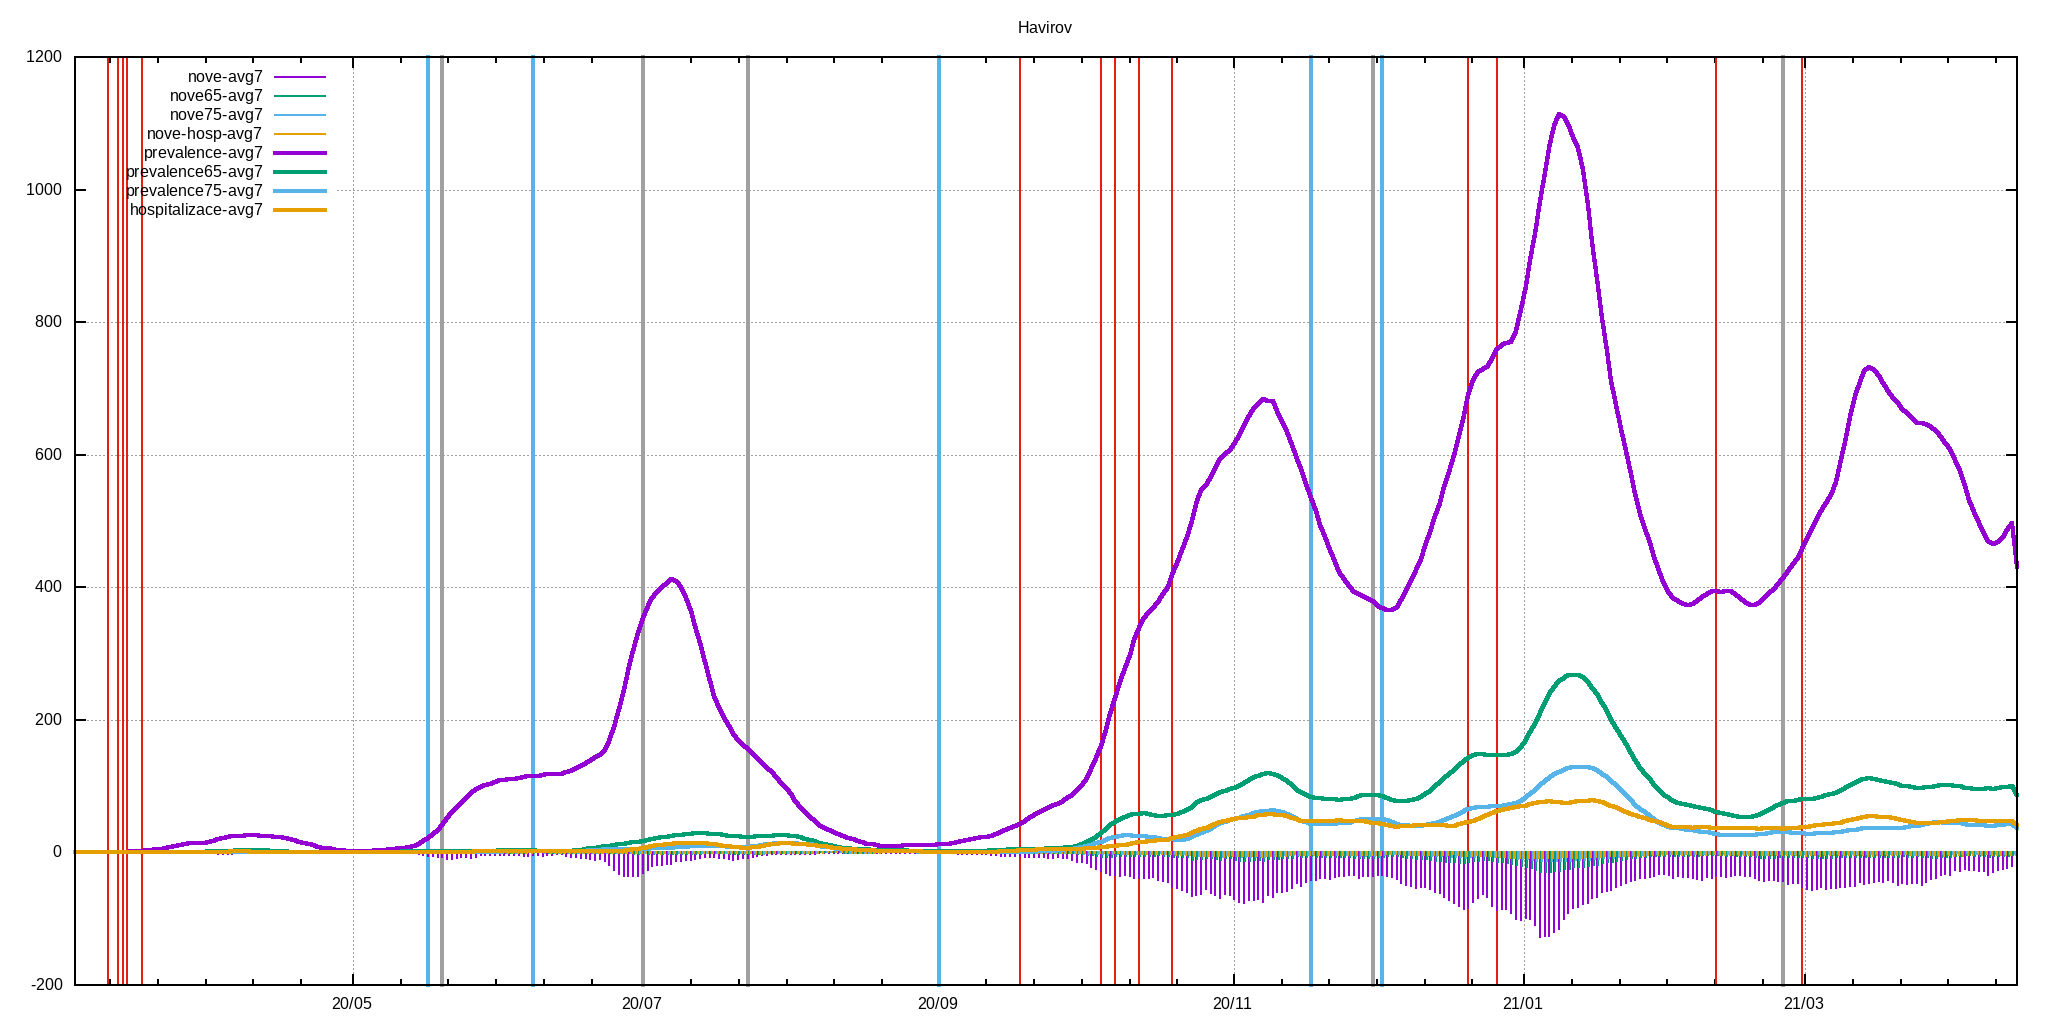 Havirov
1200
nove-avg7
nove65-avg7
nove75-avg7
nove-hosp-avg7
prevalence-avg7
prevalence65-avg7
prevalence75-avg7
hospitalizace-avg7
1000
800
600
400
200
0
-200
20/05 20/07 20/09 20/11 21/01 21/03